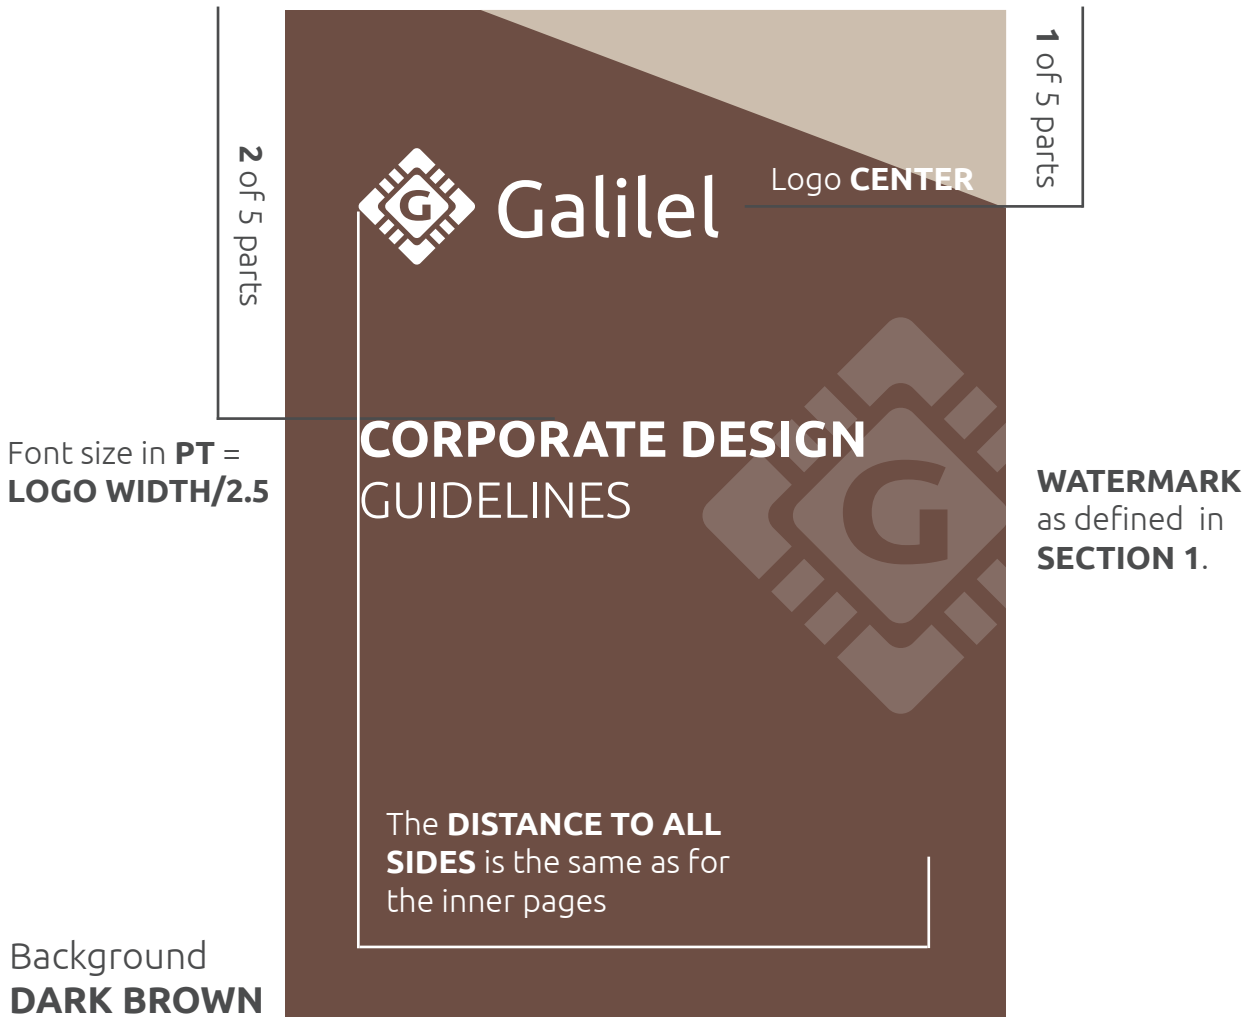 1 of 5 parts
2 of 5 parts
G Galilel
Logo CENTER
Font size in PT =
LOGO WIDTH/2.5
CORPORATE DESIGN
GUIDELINES
G
WATERMARK
as defined in
SECTION 1.
The DISTANCE TO ALL
SIDES is the same as for
the inner pages
Background
DARK BROWN